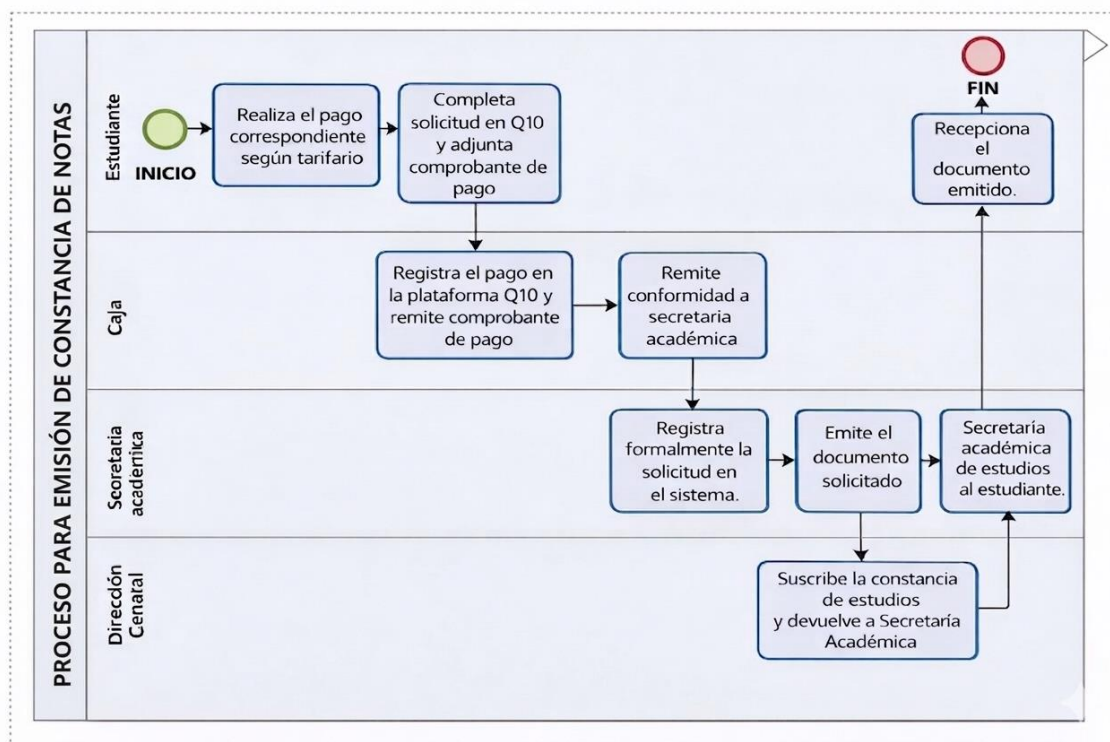 PROCESO PARA EMISIÓN DE CONSTANCIA DE NOTAS
Estudiante
INICIO
Realiza el pago
correspondiente
según tarifario
Completa
solicitud en Q10
y adjunta
comprobante de
pago
FIN
Recepciona
el
documento
emitido.
Caja
Registra el pago en
la plataforma Q10 y
remite comprobante
de pago
Remite
conformidad a
secretaria
académica
Seoretatia
acadenıka
Registra
formalmente la
solicitud en
el sistema.
Emite el
documento
solicitado
Secretaría
académica
de estudios
al estudiante.
Direcdón
Cenaral
Suscribe la constancia
de estudios
y devuelve a Secretaría
Académica